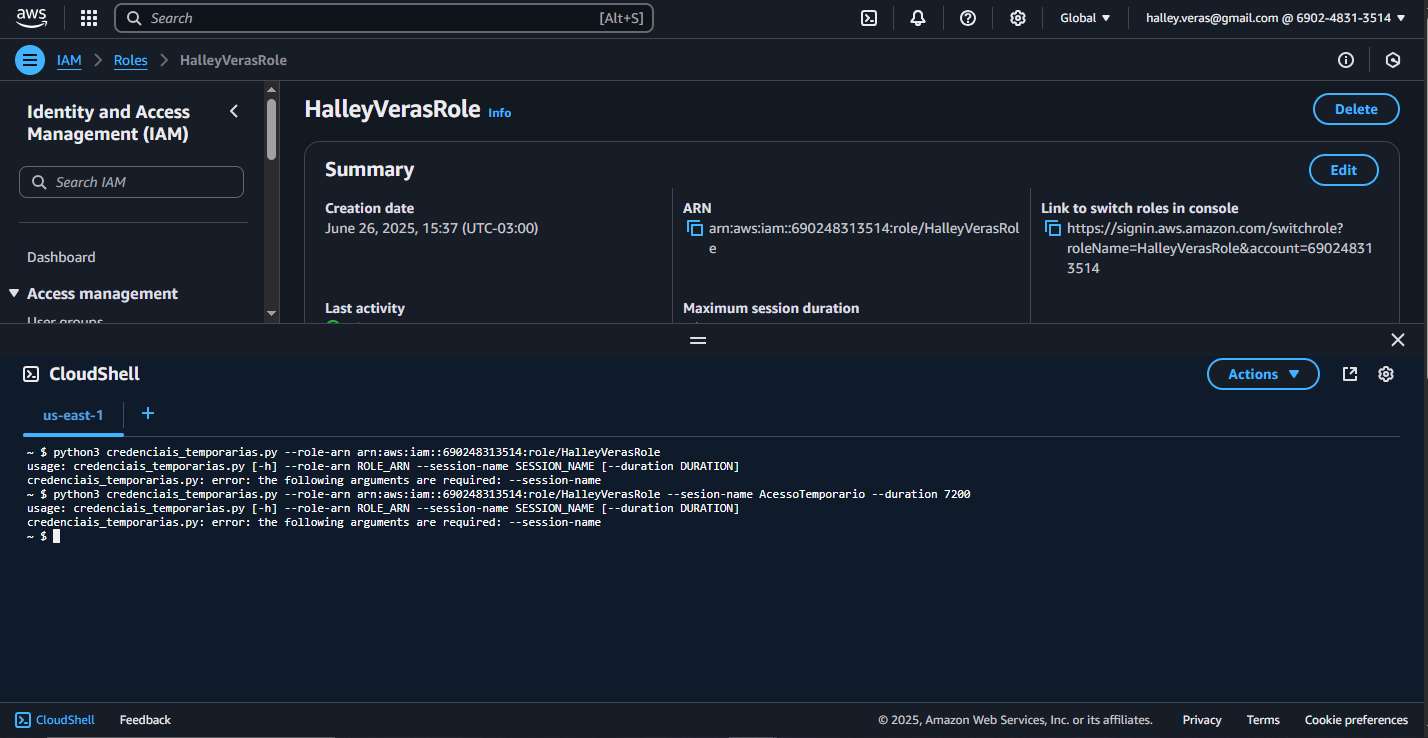 aws
Search
[Alt+S]
Global
halley.veras@gmail.com @ 6902-4831-3514
IAM
Roles
HalleyVerasRole
Identity and Access
Management (IAM)
Search IAM
Dashboard
Access management
User groups
HalleyVerasRole Info
Delete
Summary
Edit
Creation date
June 26, 2025, 15:37 (UTC-03:00)
ARN
arn:aws:iam::690248313514:role/HalleyVerasRol
e
Link to switch roles in console
https://signin.aws.amazon.com/switchrole?
roleName=HalleyVerasRole&account=69024831
3514
Last activity
Maximum session duration
CloudShell
Actions
us-east-1
+
~ $ python3 credenciais_temporarias.py --role-arn arn:aws:iam::690248313514:role/HalleyVerasRole
usage: credenciais_temporarias.py [-h] --role-arn ROLE_ARN --session-name SESSION_NAME [--duration DURATION]
credenciais_temporarias.py: error: the following arguments are required: --session-name
~ $ python3 credenciais_temporarias.py --role-arn arn:aws:iam::690248313514:role/HalleyVerasRole --sesion-name AcessoTemporario --duration 7200
usage: credenciais_temporarias.py [-h] --role-arn ROLE_ARN --session-name SESSION_NAME [--duration DURATION]
credenciais_temporarias.py: error: the following arguments are required: --session-name
~ $
CloudShell
Feedback
© 2025, Amazon Web Services, Inc. or its affiliates.
Privacy
Terms
Cookie preferences